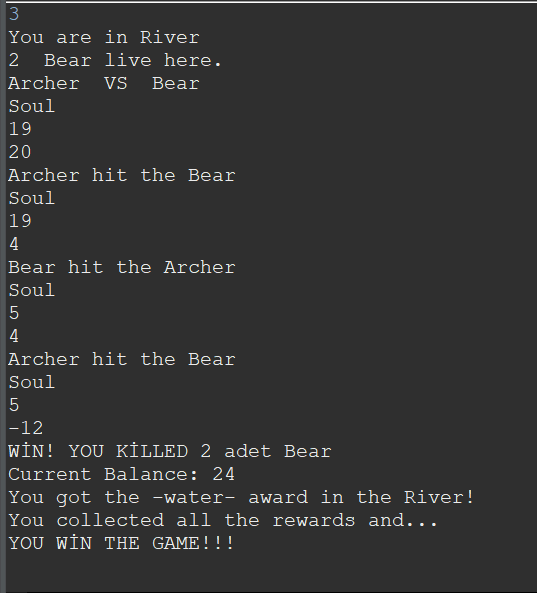 3
You are in River
2  Bear live here.
Archer  VS  Bear
Soul
19
20
Archer hit the Bear
Soul
19
4
Bear hit the Archer
Soul
5
4
Archer hit the Bear
Soul
5
-12
WİN! YOU KİLLED 2 adet Bear
Current Balance: 24
You got the -water- award in the River!
You collected all the rewards and...
YOU WİN THE GAME!!!